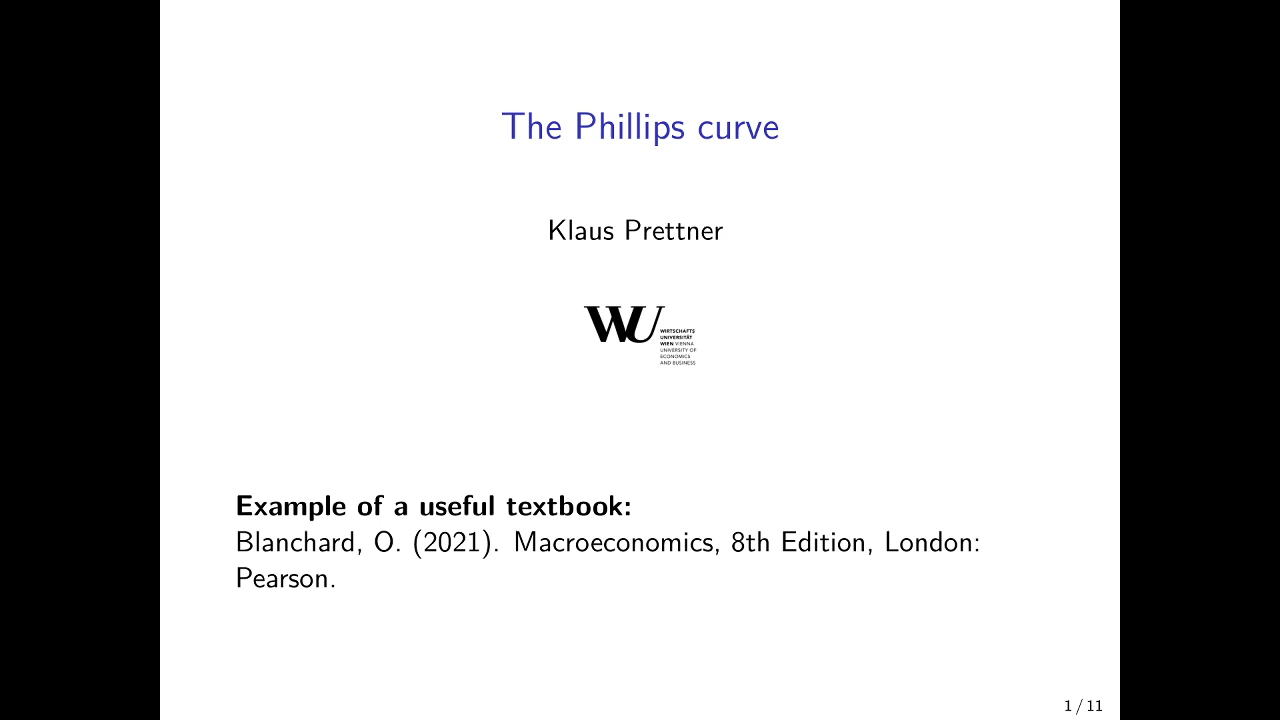 The Phillips curve
Klaus Prettner
WU
WIRTSCHAFTS
UNIVERSITÄT
WIEN VIENNA
UNIVERSITY OF
ECONOMICS
AND BUSINESS
Example of a useful textbook:
Blanchard, O. (2021). Macroeconomics, 8th Edition, London:
Pearson.
1 / 11